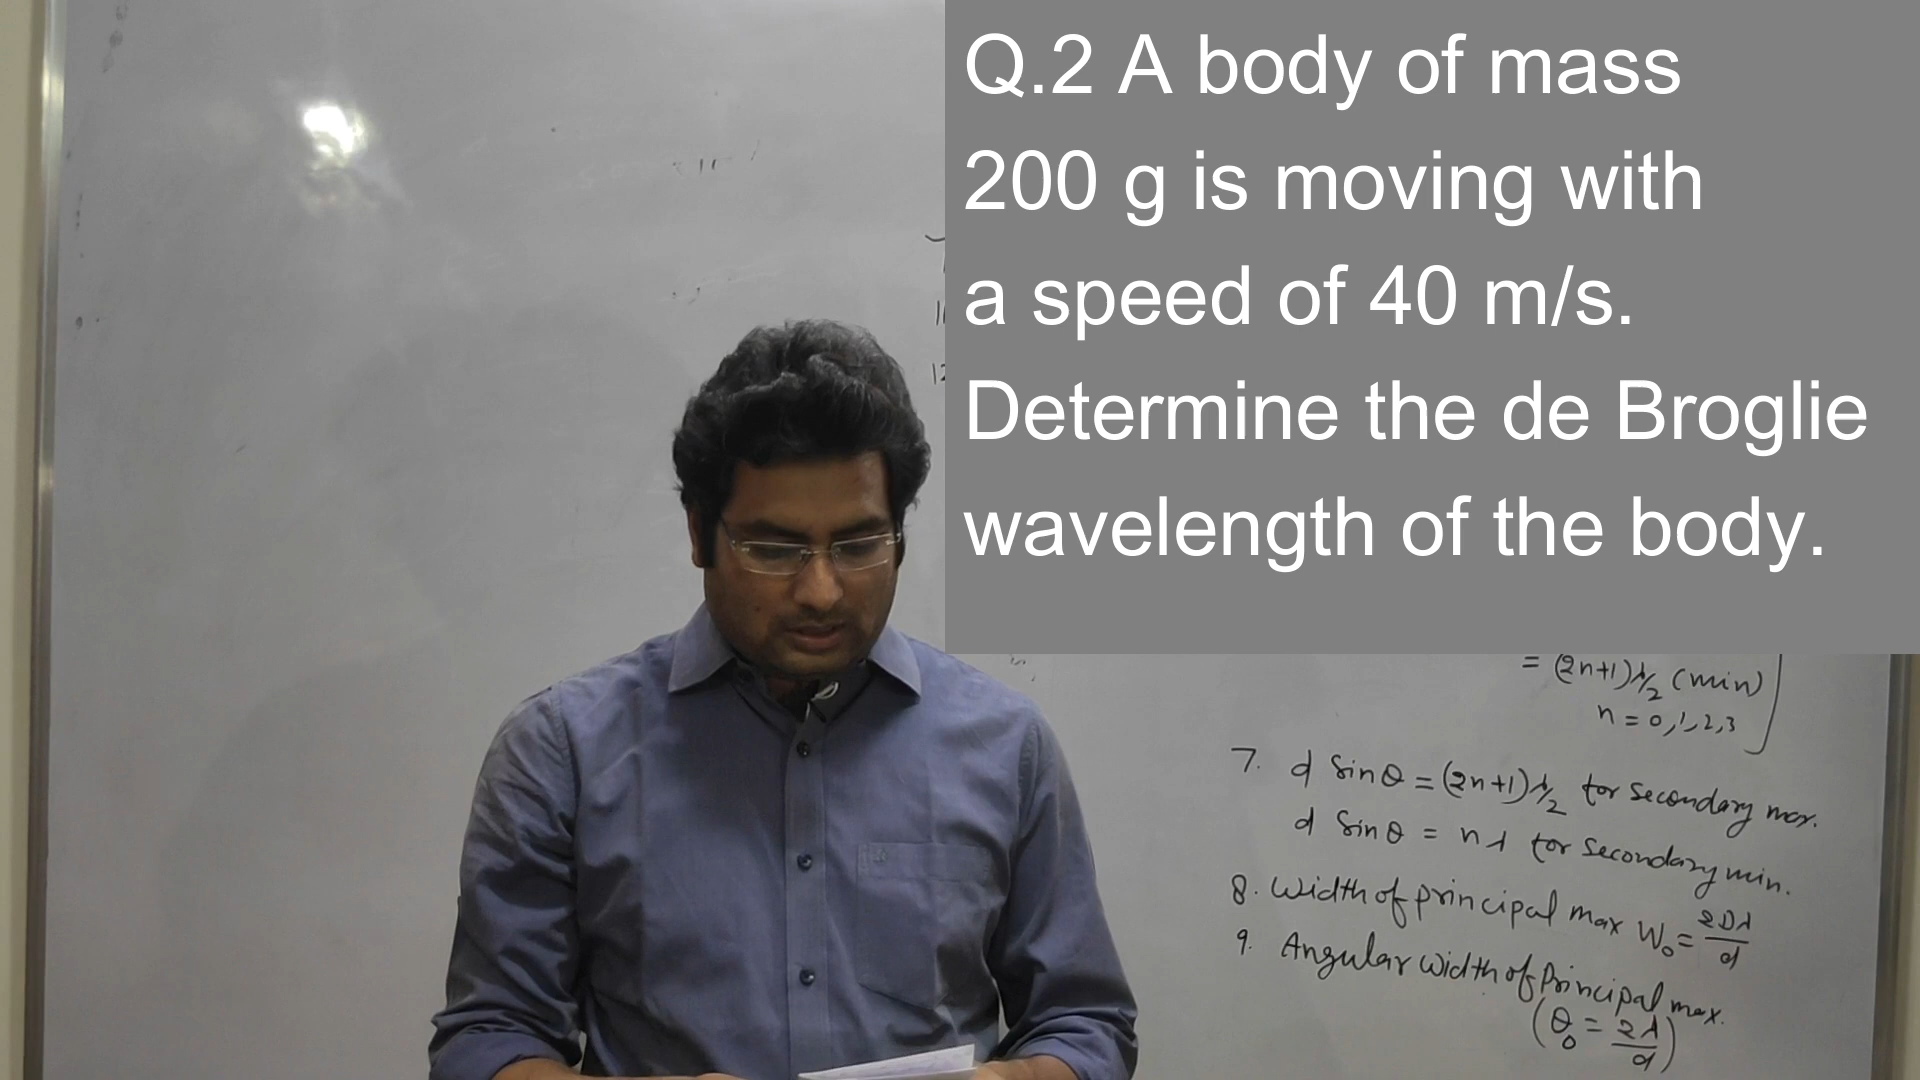 Q.2 A body of mass
200 g is moving with
a speed of 40 m/s.
Determine the de Broglie
wavelength of the body.
= (2n+1)λ/2 (min)
n = 0,1,2,3
7. d Sinθ = (2n+1)λ/2 for secondary max.
d Sinθ = nλ for secondary min.
8. Width of principal max W₀ = 2Dλ/d
9. Angular width of Principal max.
(θ₀ = 2λ/d)